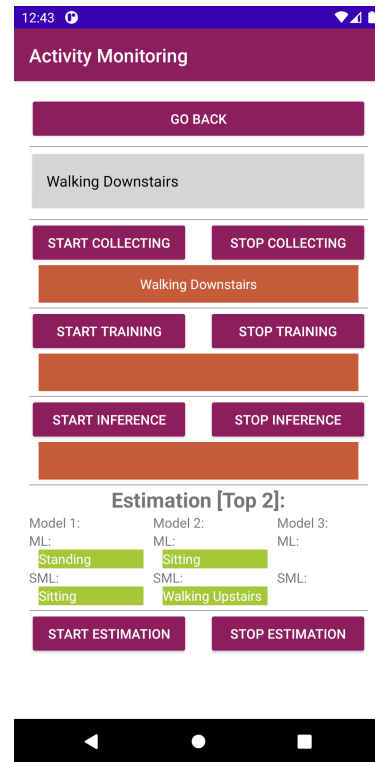 12:43
Activity Monitoring
GO BACK
Walking Downstairs
START COLLECTING STOP COLLECTING
Walking Downstairs
START TRAINING STOP TRAINING
START INFERENCE STOP INFERENCE
Estimation [Top 2]:
Model 1: Model 2: Model 3:
ML: ML: ML:
Standing Sitting
SML: SML: SML:
Sitting Walking Upstairs
START ESTIMATION STOP ESTIMATION